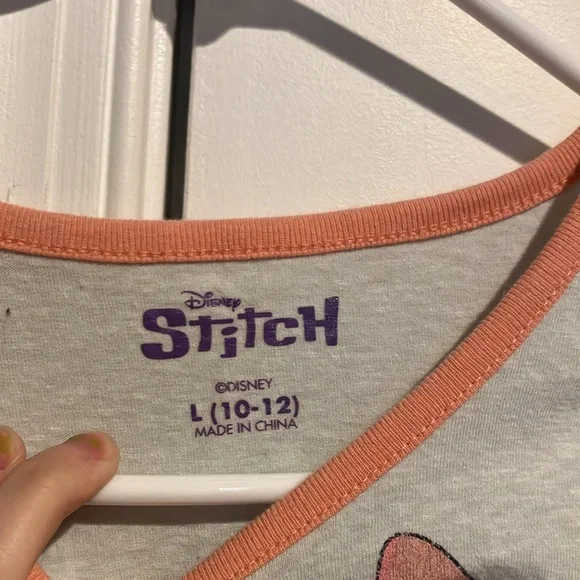 Disney
StitcH
©DISNEY
L (10-12)
MADE IN CHINA